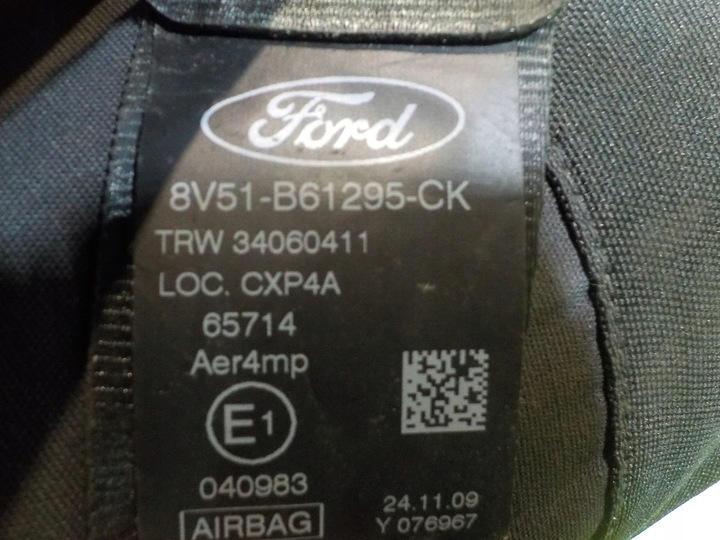 Ford
8V51-B61295-CK
TRW 34060411
LOC. CXP4A
65714
Aer4mp
E1
040983
24.11.09
AIRBAG
Y 076967